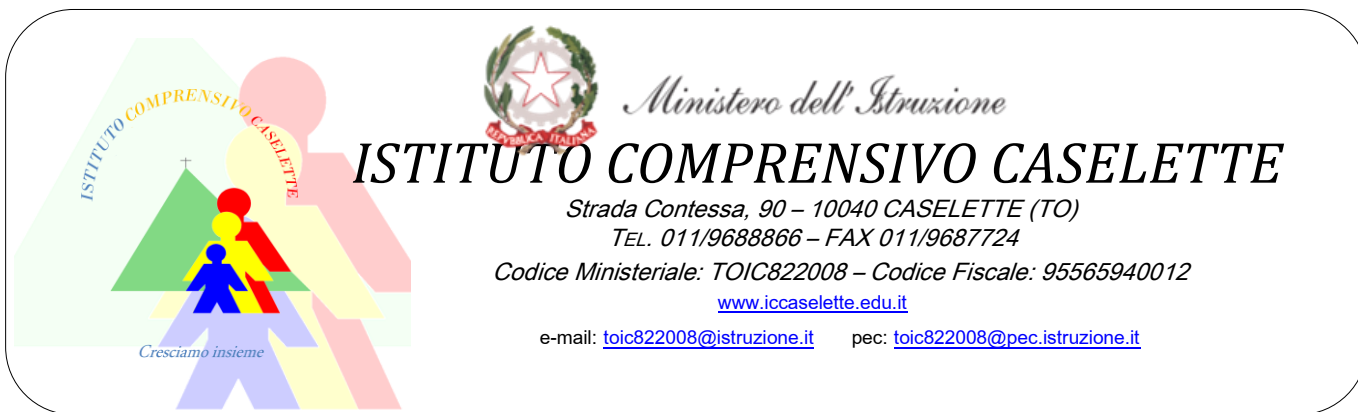 ISTITUTO COMPRENSIVO CASELETTE
Cresciamo insieme
REPUBBLICA ITALIANA
Ministero dell' Istruzione
ISTITUTO COMPRENSIVO CASELETTE
Strada Contessa, 90 – 10040 CASELETTE (TO)
TEL. 011/9688866 – FAX 011/9687724
Codice Ministeriale: TOIC822008 – Codice Fiscale: 95565940012
www.iccaselette.edu.it
e-mail: toic822008@istruzione.it pec: toic822008@pec.istruzione.it